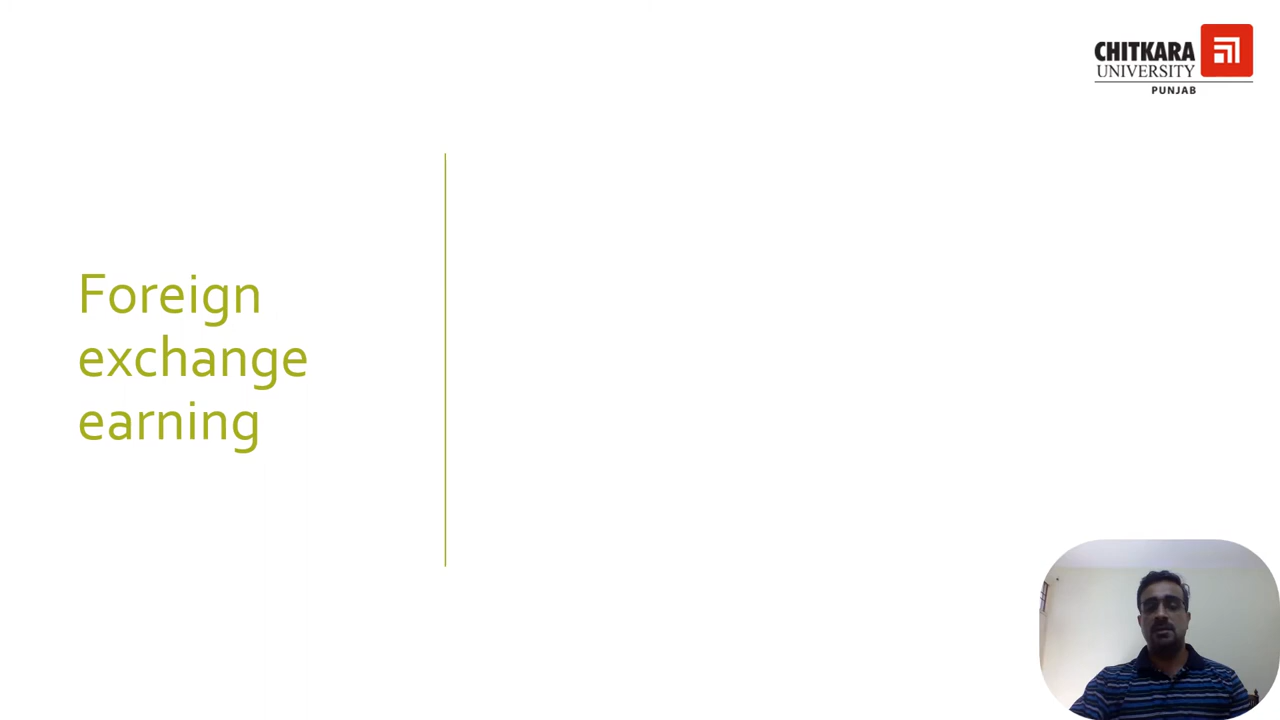 CHITKARA
UNIVERSITY
PUNJAB
Foreign
exchange
earning